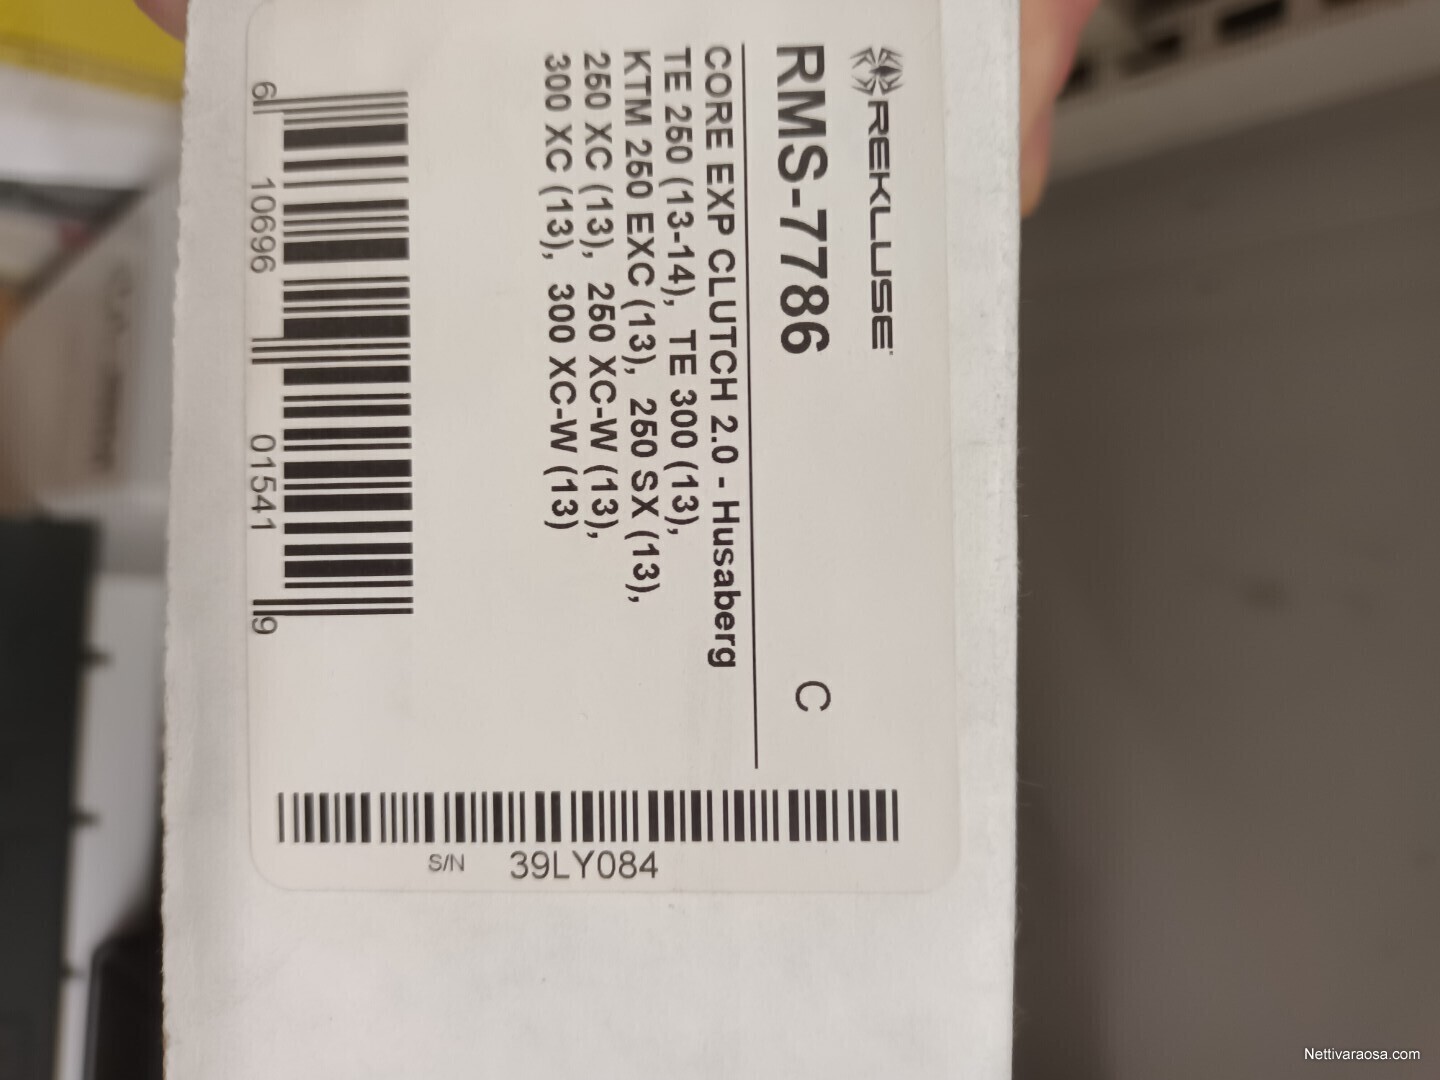 REKLUSE
RMS-7786
C
CORE EXP CLUTCH 2.0 - Husaberg
TE 250 (13-14), TE 300 (13),
KTM 250 EXC (13), 250 SX (13),
250 XC (13), 250 XC-W (13),
300 XC (13), 300 XC-W (13)
6 10696 01541 9
S/N 39LY084
Nettivaraosa.com